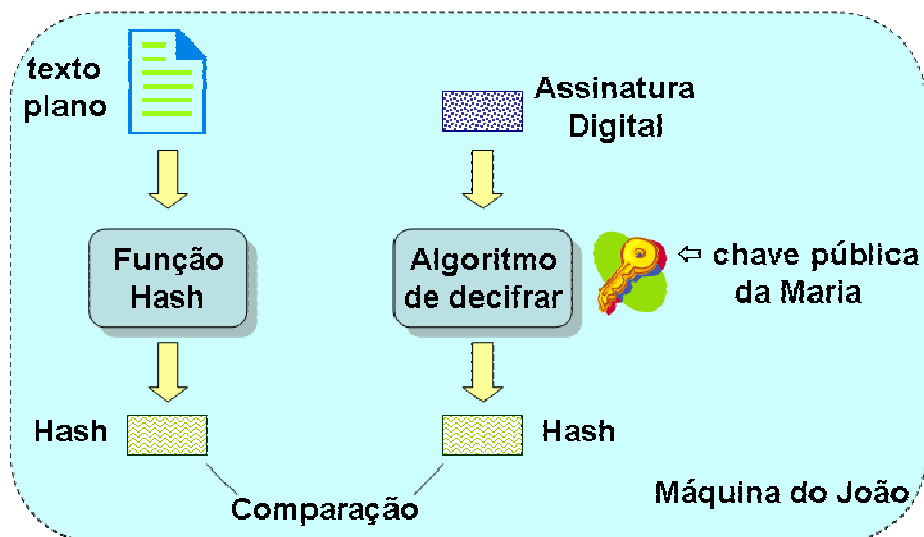 texto
plano
Assinatura
Digital
Função
Hash
Algoritmo
de decifrar
⇦ chave pública
da Maria
Hash
Hash
Comparação
Máquina do João